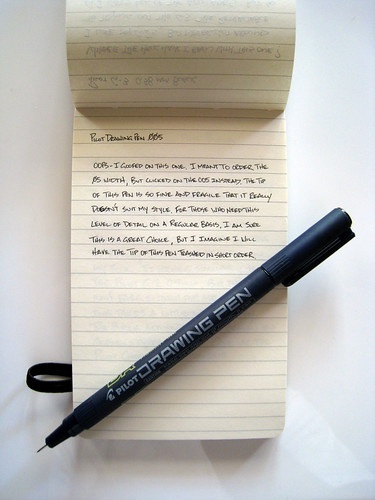 PILOT DRAWING PEN 005
OOPS - I GOOFED ON THIS ONE. I MEANT TO ORDER THE
05 WIDTH, BUT CLICKED ON THE 005 INSTEAD. THE TIP
OF THIS PEN IS SO FINE AND FRAGILE THAT IT REALLY
DOESN'T SUIT MY STYLE. FOR THOSE WHO NEED THIS
LEVEL OF DETAIL ON A REGULAR BASIS, I AM SURE
THIS IS A GREAT CHOICE, BUT I IMAGINE I WILL
HAVE THE TIP OF THIS PEN TRASHED IN SHORT ORDER.
PILOT DRAWING PEN